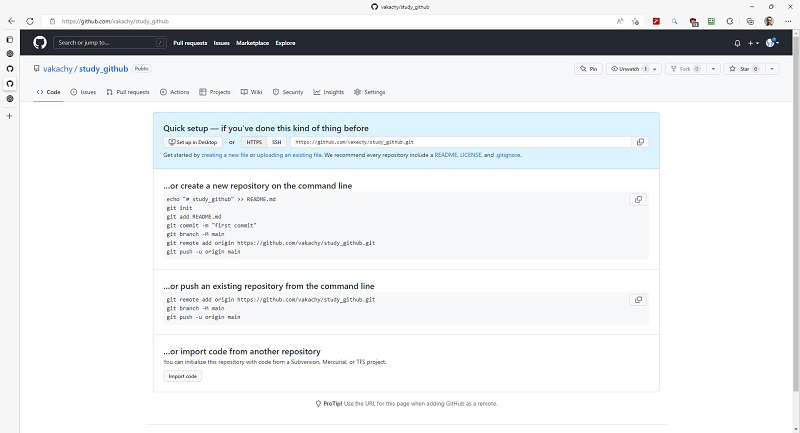 vakachy/study_github
https://github.com/vakachy/study_github
Search or jump to...
/
Pull requests
Issues
Marketplace
Explore
vakachy / study_github
Public
Pin
Unwatch 1
Fork 0
Star 0
Code
Issues
Pull requests
Actions
Projects
Wiki
Security
Insights
Settings
Quick setup — if you've done this kind of thing before
Set up in Desktop
or
HTTPS
SSH
https://github.com/vakachy/study_github.git
Get started by creating a new file or uploading an existing file. We recommend every repository include a README, LICENSE, and .gitignore.
...or create a new repository on the command line
echo "# study_github" >> README.md
git init
git add README.md
git commit -m "first commit"
git branch -M main
git remote add origin https://github.com/vakachy/study_github.git
git push -u origin main
...or push an existing repository from the command line
git remote add origin https://github.com/vakachy/study_github.git
git branch -M main
git push -u origin main
...or import code from another repository
You can initialize this repository with code from a Subversion, Mercurial, or TFS project.
Import code
ProTip! Use the URL for this page when adding GitHub as a remote.